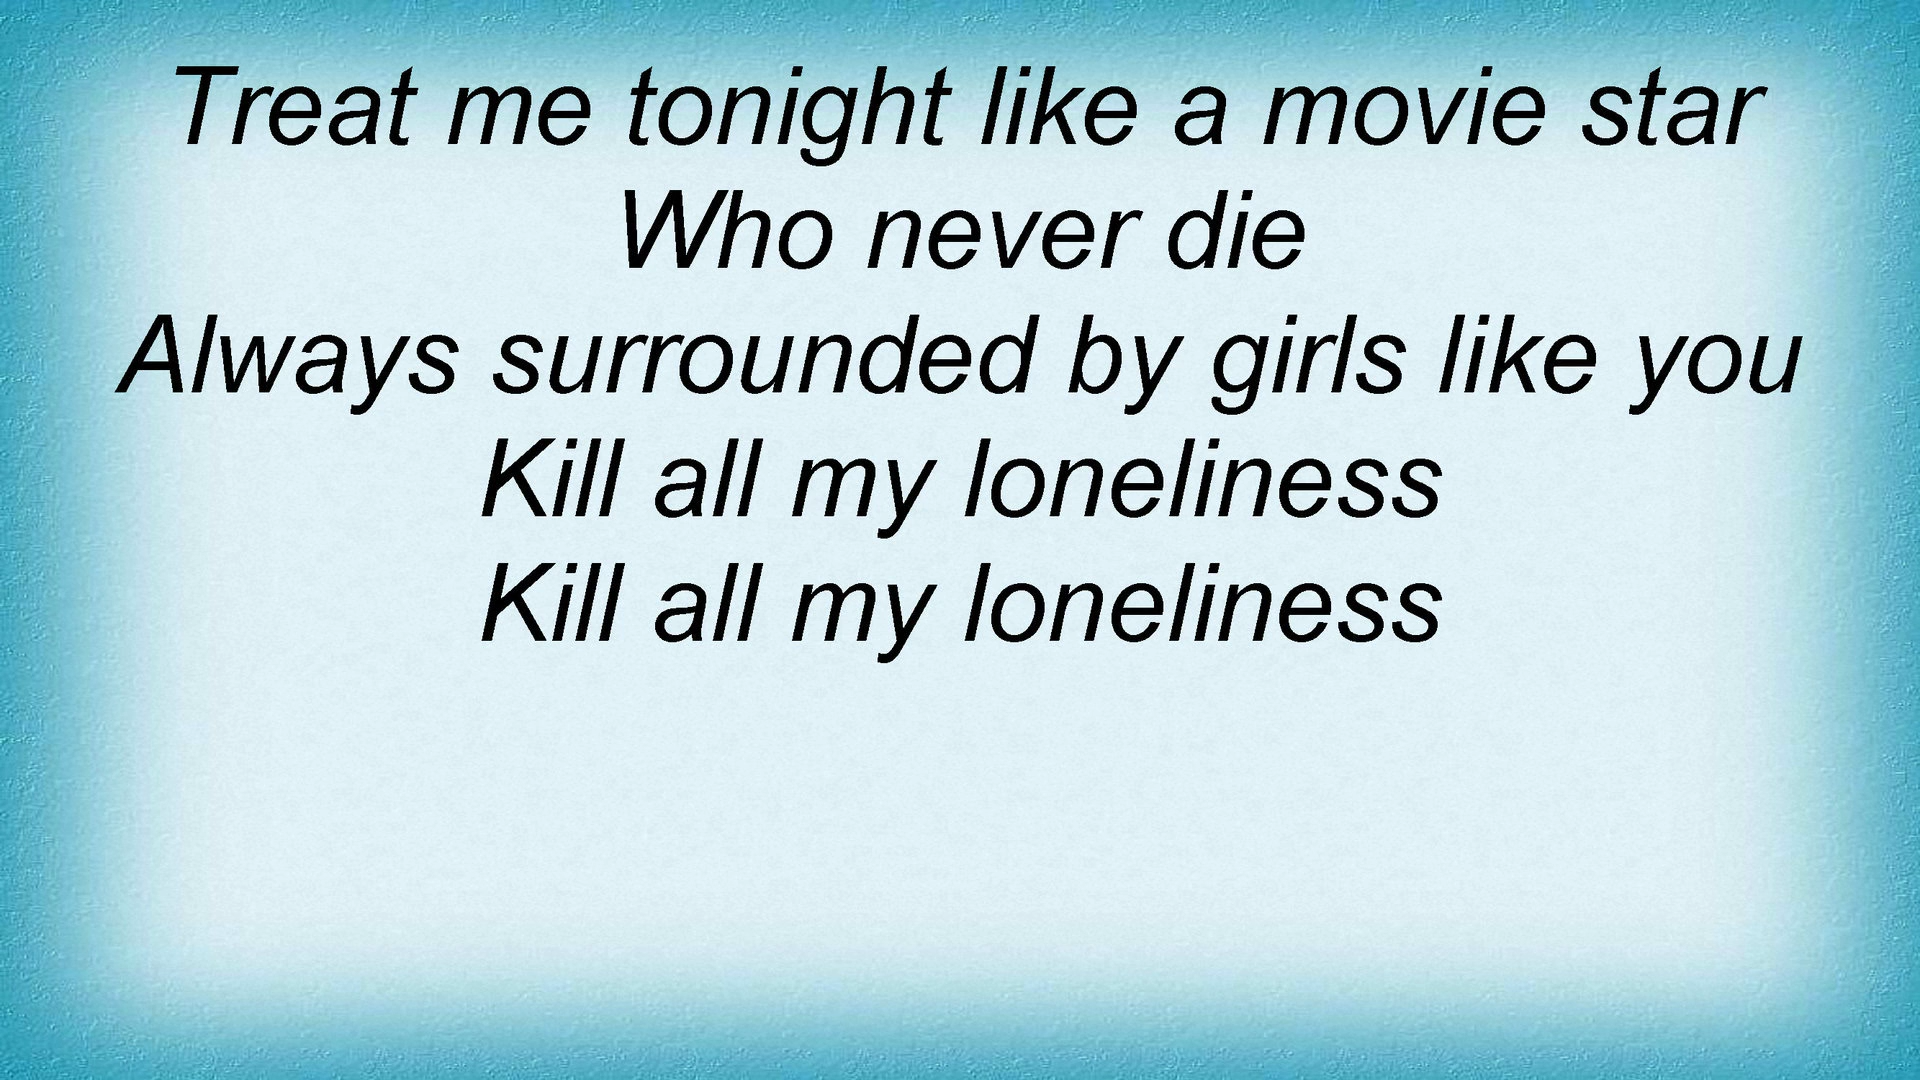 Treat me tonight like a movie star
Who never die
Always surrounded by girls like you
Kill all my loneliness
Kill all my loneliness